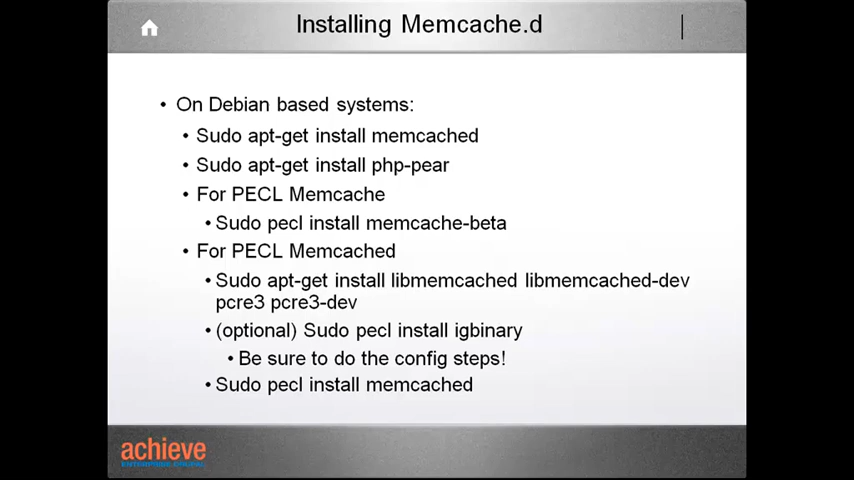 Installing Memcache.d
• On Debian based systems:
• Sudo apt-get install memcached
• Sudo apt-get install php-pear
• For PECL Memcache
• Sudo pecl install memcache-beta
• For PECL Memcached
• Sudo apt-get install libmemcached libmemcached-dev
pcre3 pcre3-dev
• (optional) Sudo pecl install igbinary
• Be sure to do the config steps!
• Sudo pecl install memcached
achieve